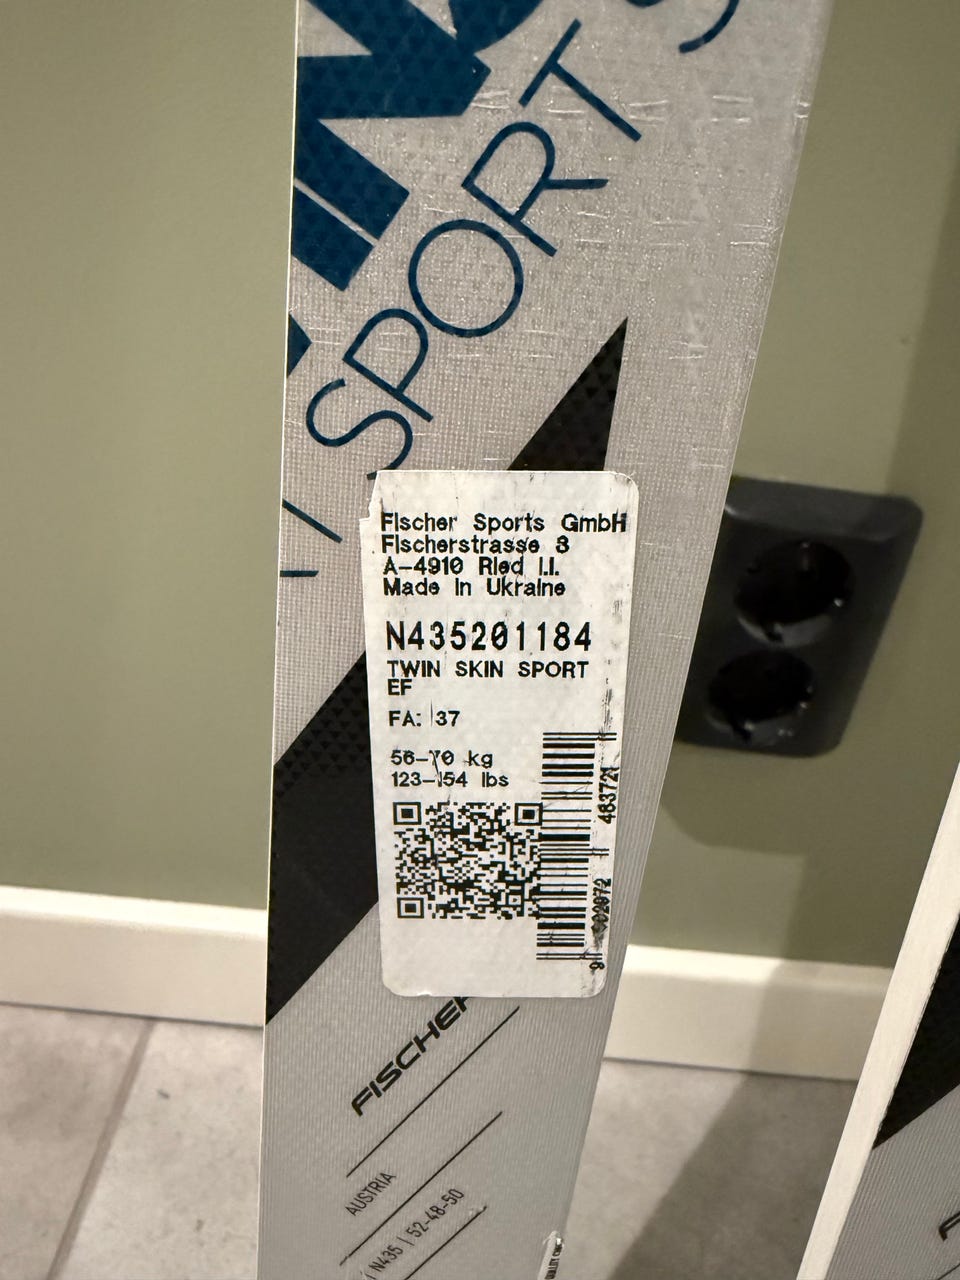 SPORT
Fischer Sports GmbH
Fischerstrasse 8
A-4910 Ried I.I.
Made in Ukraine
N435201184
TWIN SKIN SPORT
EF
FA: 37
56-70 kg
123-154 lbs
FISCHER
AUSTRIA
N435 | 52-48-50